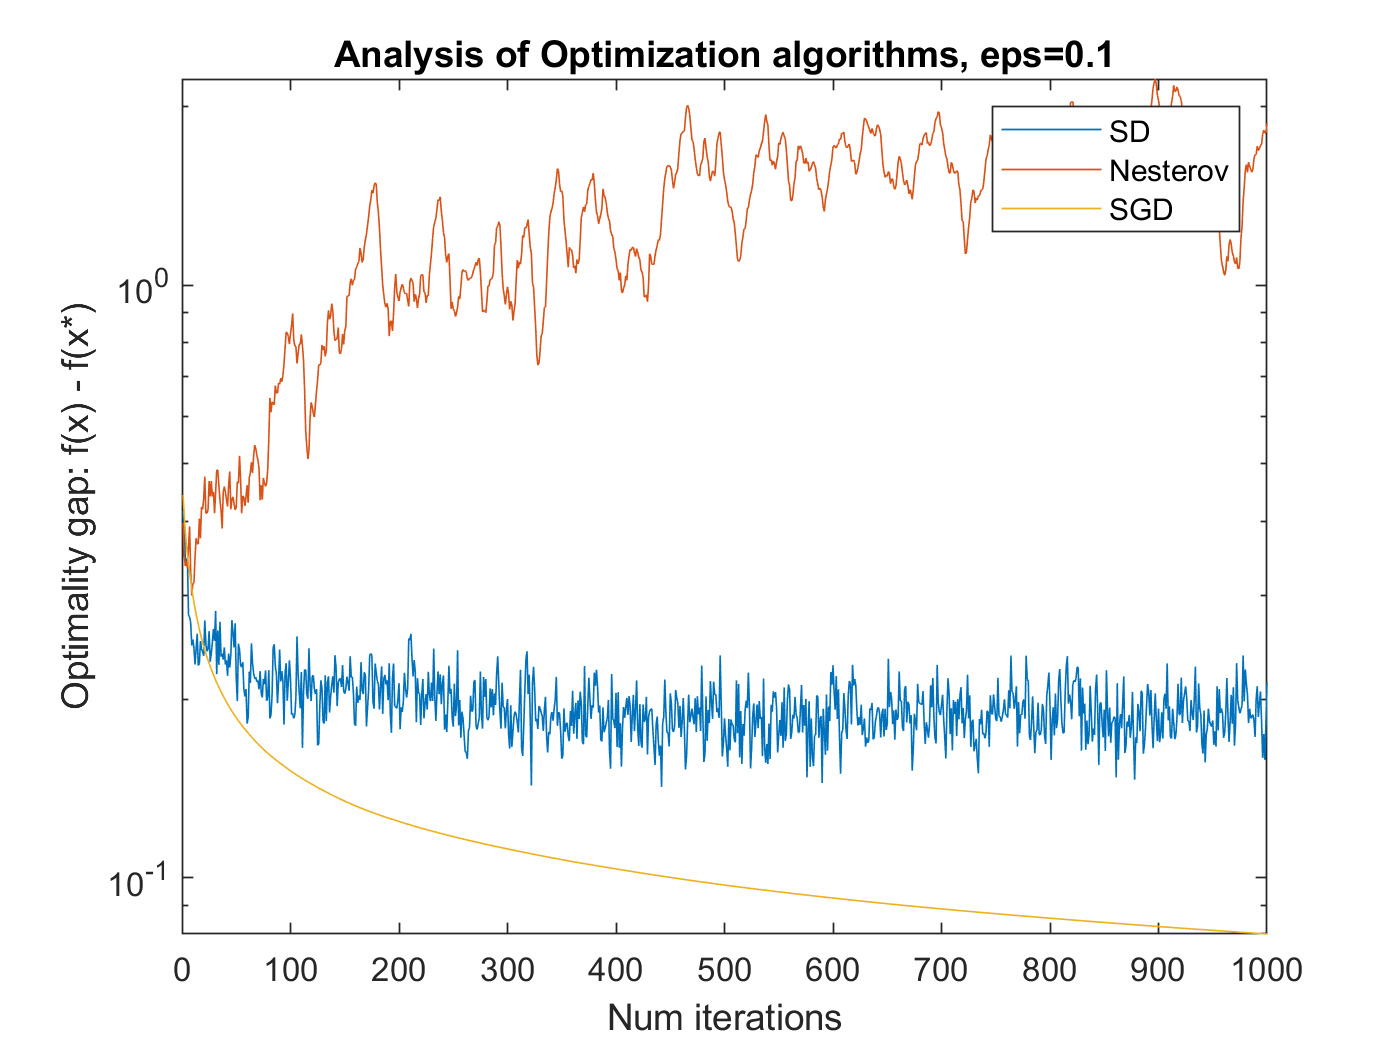 Analysis of Optimization algorithms, eps=0.1
SD
Nesterov
SGD
Optimality gap: f(x) - f(x*)
10^0
10^-1
0 100 200 300 400 500 600 700 800 900 1000
Num iterations